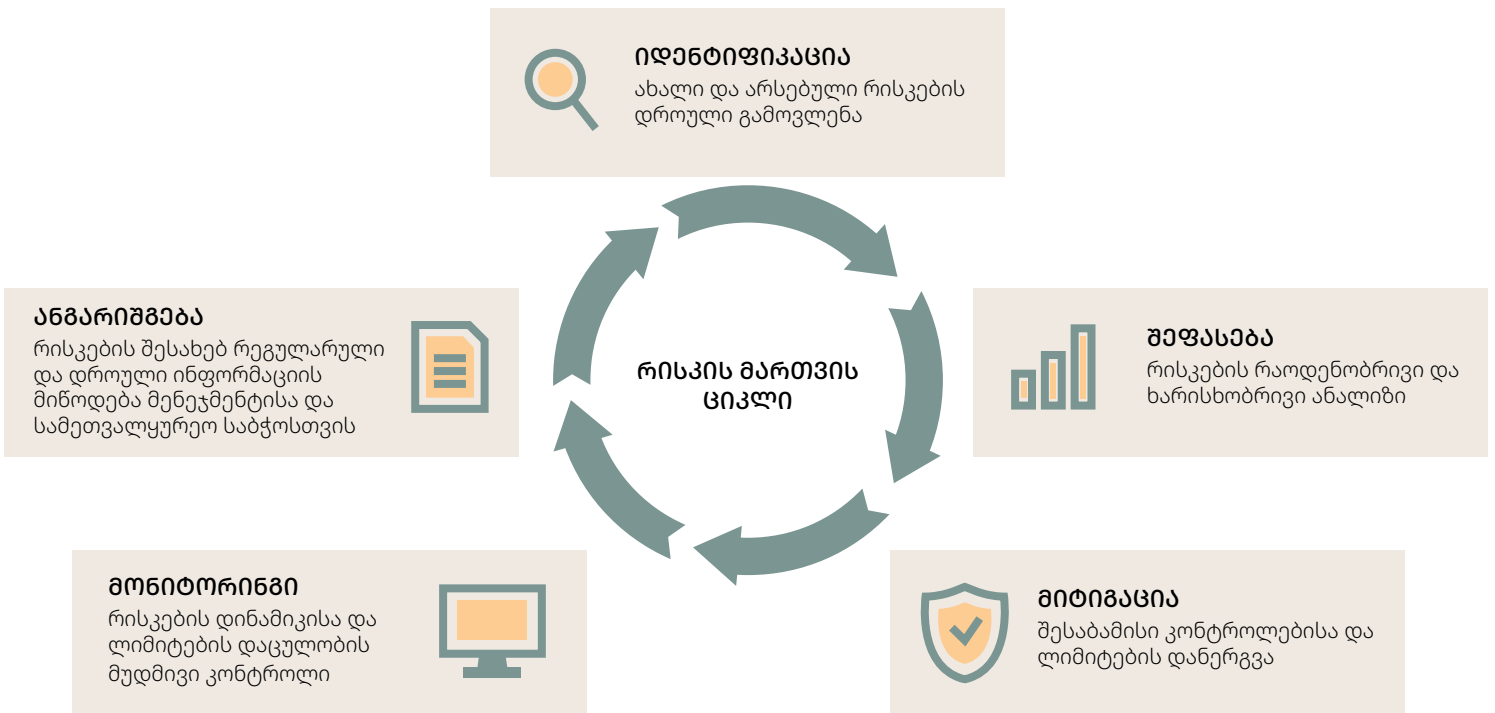 იდენტიფიკაცია
ახალი და არსებული რისკების
დროული გამოვლენა
შეფასება
რისკების რაოდენობრივი და
ხარისხობრივი ანალიზი
მიტიგაცია
შესაბამისი კონტროლებისა და
ლიმიტების დანერგვა
მონიტორინგი
რისკების დინამიკისა და
ლიმიტების დაცულობის
მუდმივი კონტროლი
ანგარიშგება
რისკების შესახებ რეგულარული
და დროული ინფორმაციის
მიწოდება მენეჯმენტისა და
სამეთვალყურეო საბჭოსთვის
რისკის მართვის
ციკლი